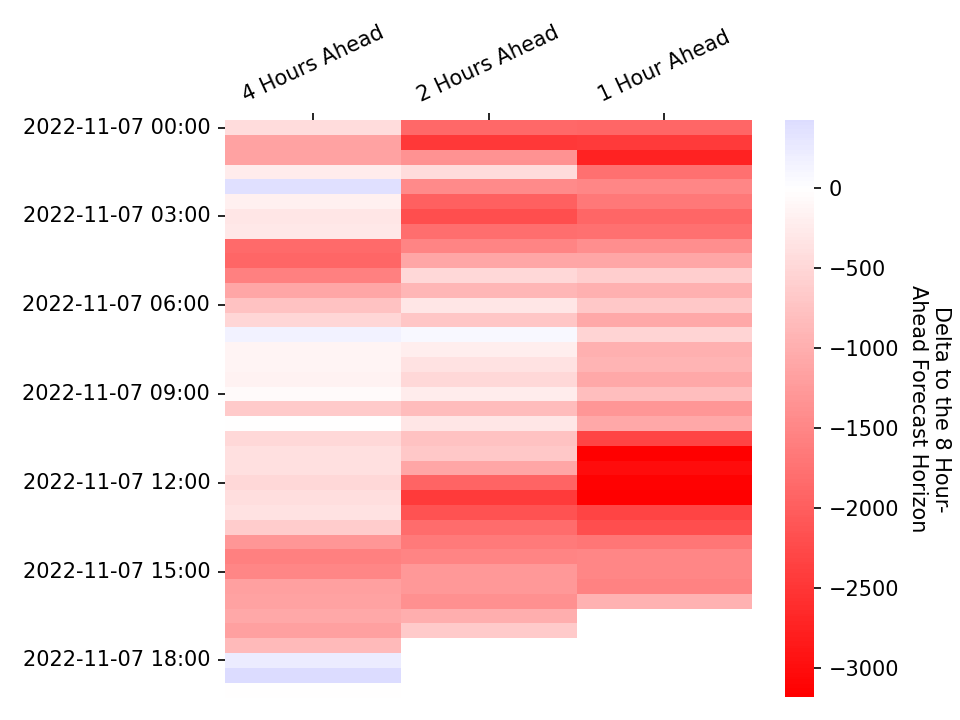 4 Hours Ahead
2 Hours Ahead
1 Hour Ahead
2022-11-07 00:00
2022-11-07 03:00
2022-11-07 06:00
2022-11-07 09:00
2022-11-07 12:00
2022-11-07 15:00
2022-11-07 18:00
0
−500
−1000
−1500
−2000
−2500
−3000
Delta to the 8 Hour-
Ahead Forecast Horizon